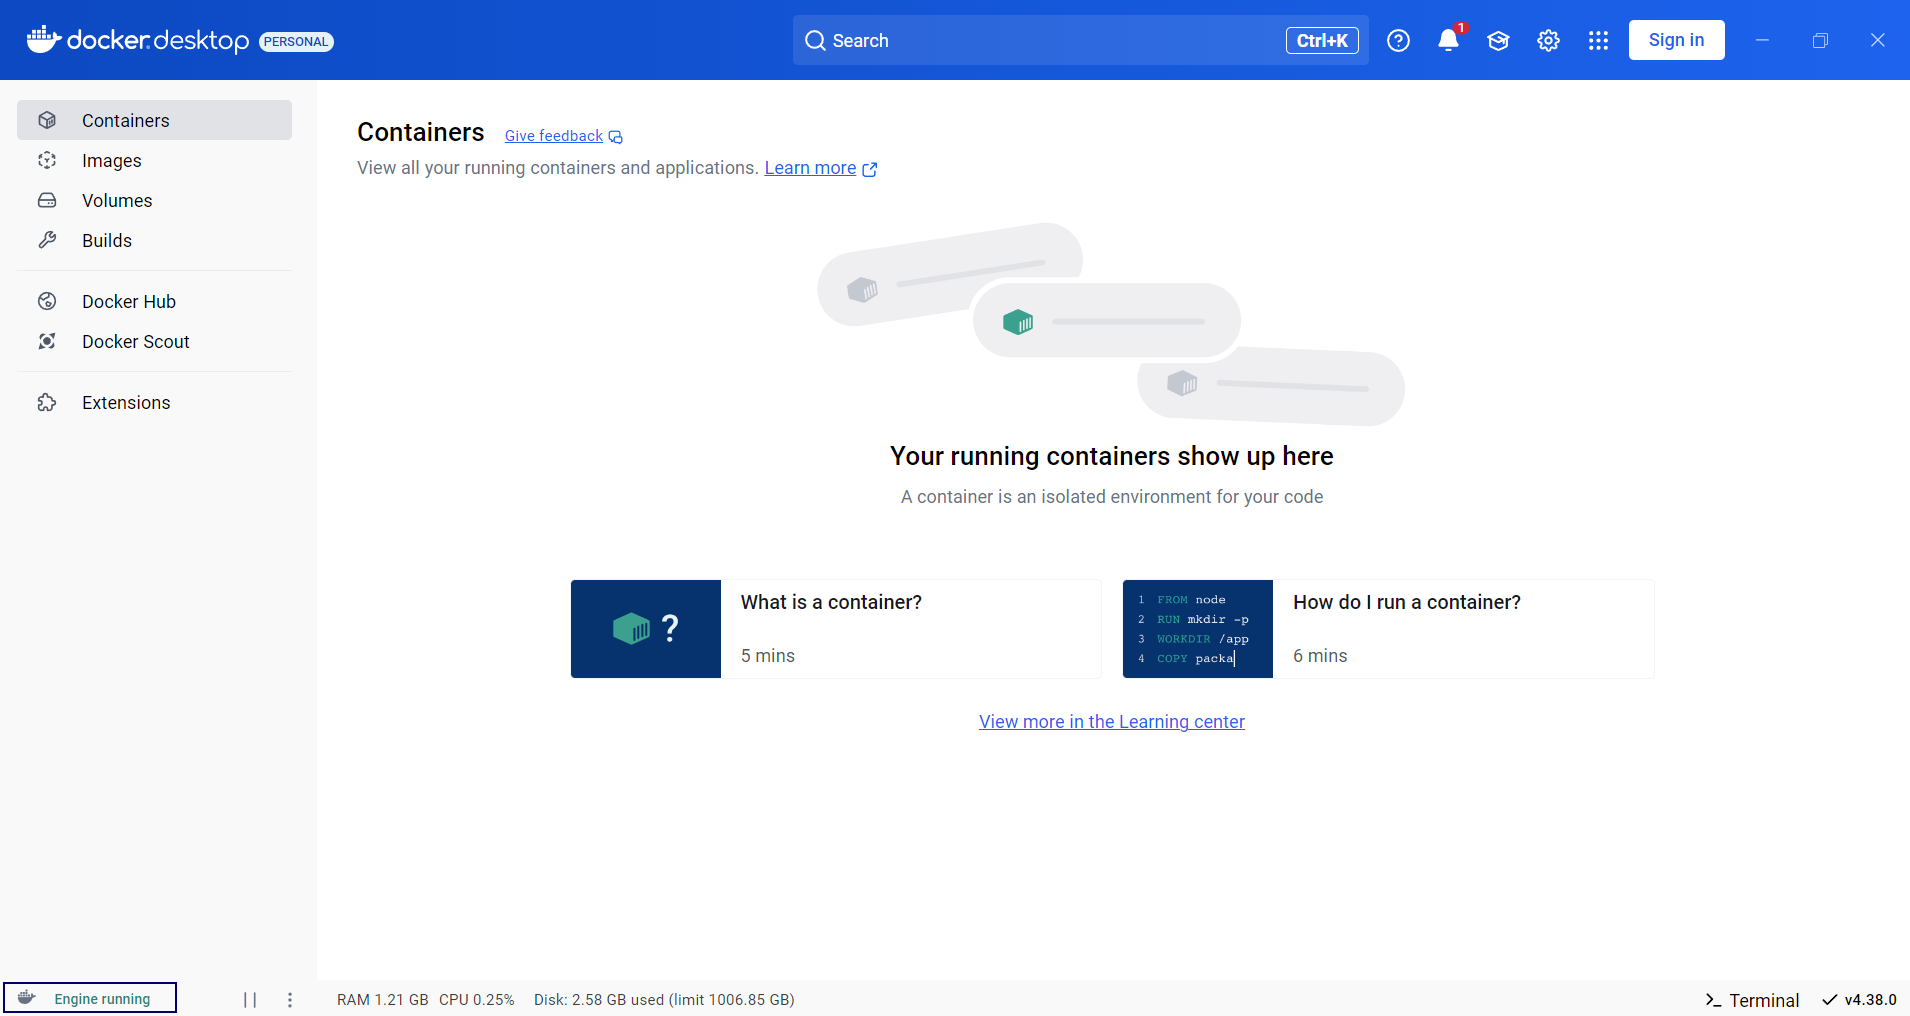 docker.desktop PERSONAL
Search Ctrl+K
1
Sign in
Containers
Images
Volumes
Builds
Docker Hub
Docker Scout
Extensions
Containers Give feedback
View all your running containers and applications. Learn more
Your running containers show up here
A container is an isolated environment for your code
?
What is a container?
5 mins
1 FROM node
2 RUN mkdir -p
3 WORKDIR /app
4 COPY packa
How do I run a container?
6 mins
View more in the Learning center
Engine running
RAM 1.21 GB CPU 0.25% Disk: 2.58 GB used (limit 1006.85 GB)
>_ Terminal
v4.38.0